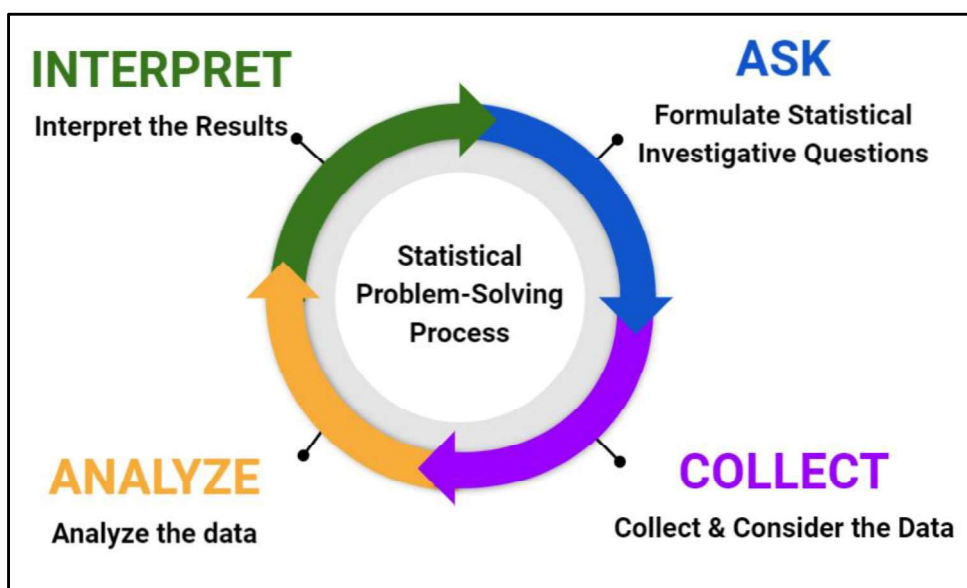 INTERPRET
Interpret the Results
ASK
Formulate Statistical
Investigative Questions
Statistical
Problem-Solving
Process
ANALYZE
Analyze the data
COLLECT
Collect & Consider the Data